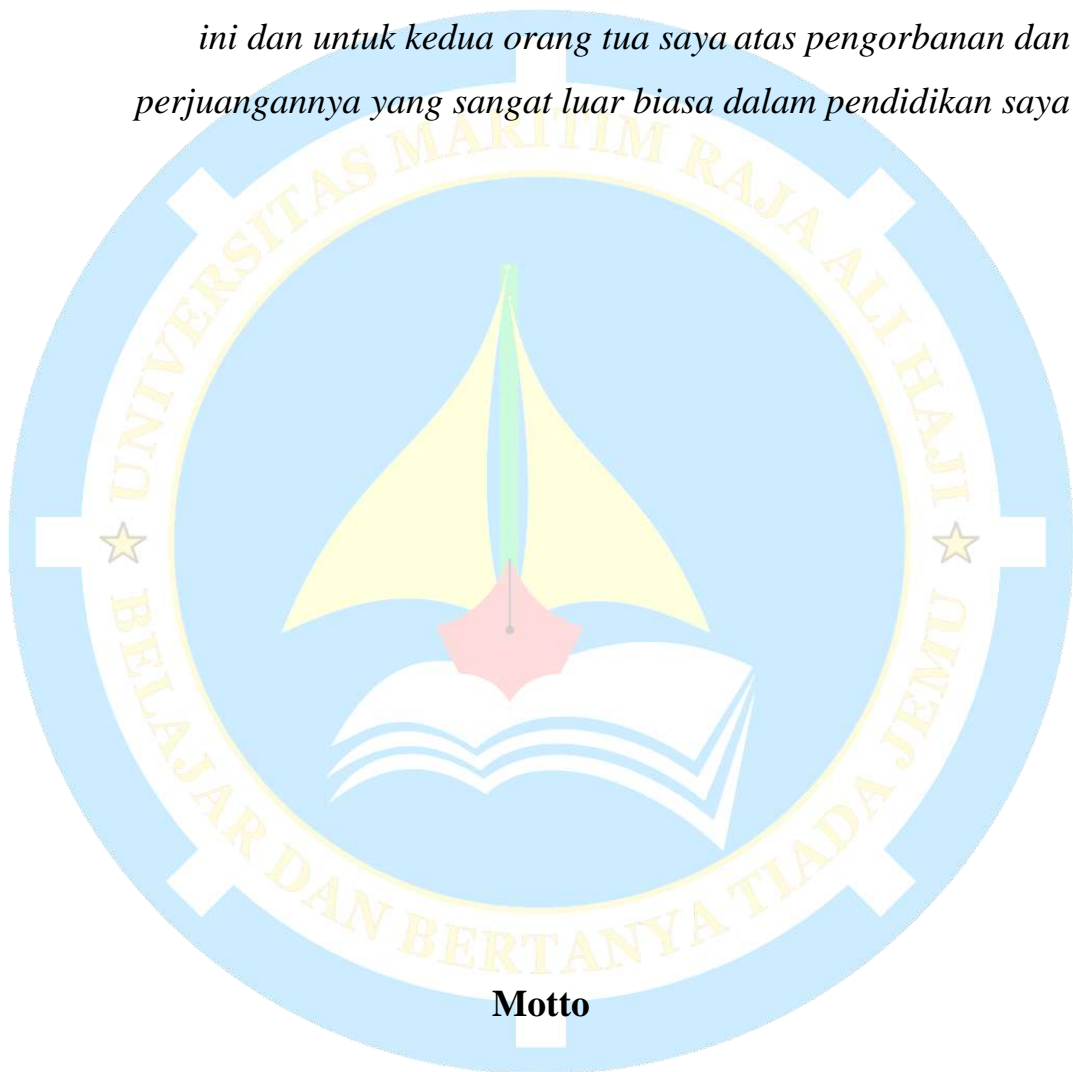 ini dan untuk kedua orang tua saya atas pengorbanan dan
perjuangannya yang sangat luar biasa dalam pendidikan saya
UNIVERSITAS MARITIM RAJA ALI HAJI
BELAJAR DAN BERTANYA TIADA JEMU
Motto